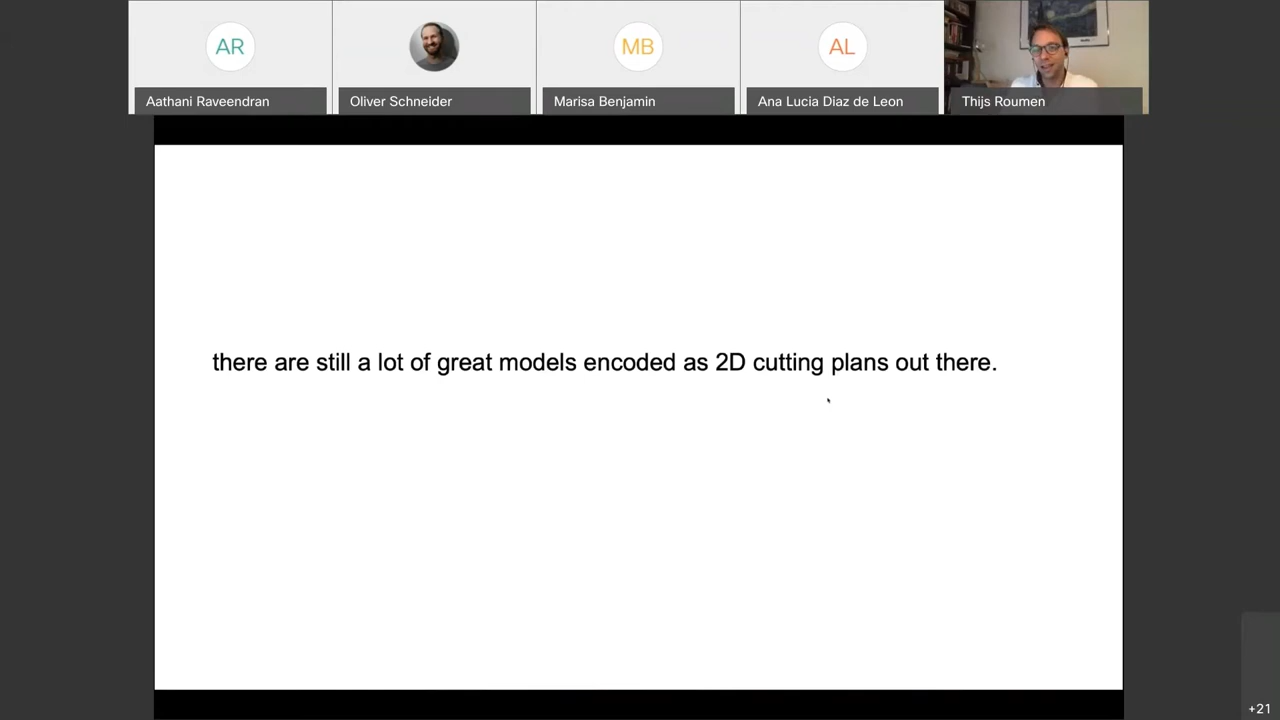 AR
MB
AL
Aathani Raveendran
Oliver Schneider
Marisa Benjamin
Ana Lucia Diaz de Leon
Thijs Roumen
there are still a lot of great models encoded as 2D cutting plans out there.
+21